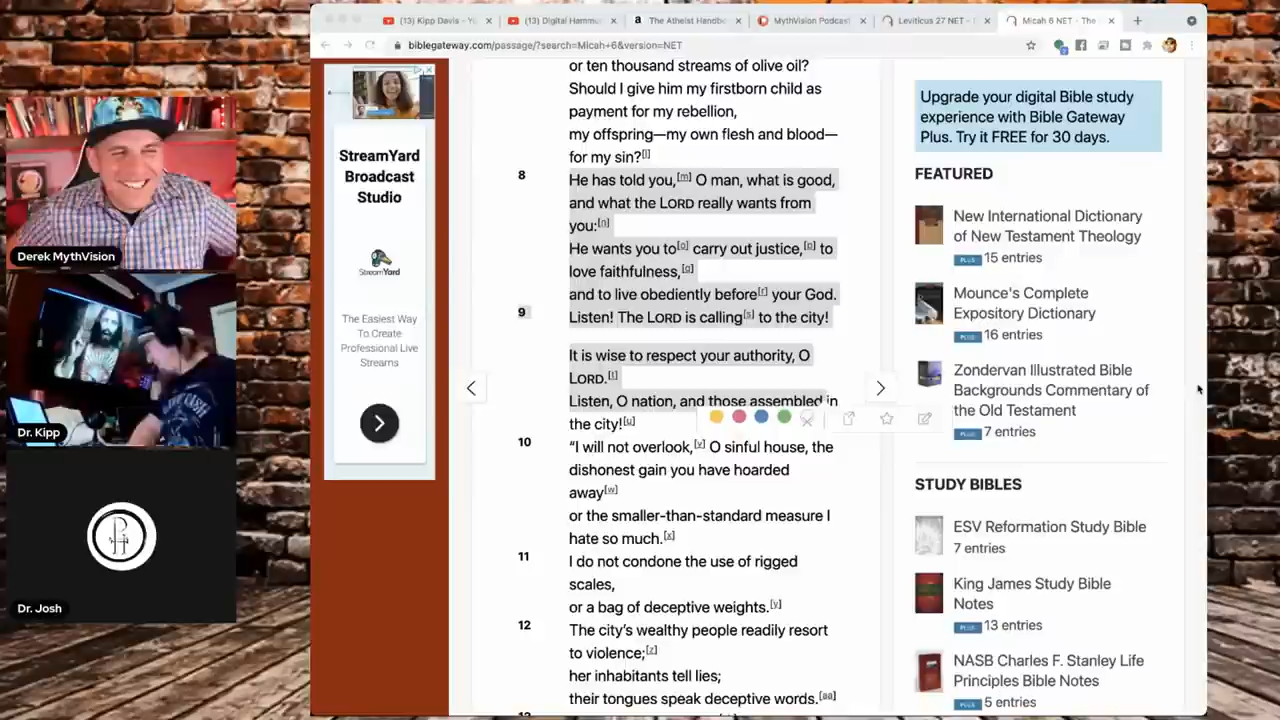 (13) Kipp Davis - Yo
(13) Digital Hammur
The Atheist Handbo
MythVision Podcast
Leviticus 27 NET -
Micah 6 NET - The
biblegateway.com/passage/?search=Micah+6&version=NET
Derek MythVision
Dr. Kipp
Dr. Josh
StreamYard
Broadcast
Studio
StreamYard
The Easiest Way
To Create
Professional Live
Streams
or ten thousand streams of olive oil?
Should I give him my firstborn child as
payment for my rebellion,
my offspring—my own flesh and blood—
for my sin?[l]
8 He has told you,[m] O man, what is good,
and what the LORD really wants from
you:[n]
He wants you to[o] carry out justice,[p] to
love faithfulness,[q]
and to live obediently before[r] your God.
9 Listen! The LORD is calling[s] to the city!
It is wise to respect your authority, O
LORD.[t]
Listen, O nation, and those assembled in
the city![u]
10 “I will not overlook,[v] O sinful house, the
dishonest gain you have hoarded
away[w]
or the smaller-than-standard measure I
hate so much.[x]
11 I do not condone the use of rigged
scales,
or a bag of deceptive weights.[y]
12 The city’s wealthy people readily resort
to violence;[z]
her inhabitants tell lies;
their tongues speak deceptive words.[aa]
Upgrade your digital Bible study
experience with Bible Gateway
Plus. Try it FREE for 30 days.
FEATURED
New International Dictionary
of New Testament Theology
PLUS 15 entries
Mounce's Complete
Expository Dictionary
PLUS 16 entries
Zondervan Illustrated Bible
Backgrounds Commentary of
the Old Testament
PLUS 7 entries
STUDY BIBLES
ESV Reformation Study Bible
7 entries
King James Study Bible
Notes
PLUS 13 entries
NASB Charles F. Stanley Life
Principles Bible Notes
PLUS 5 entries